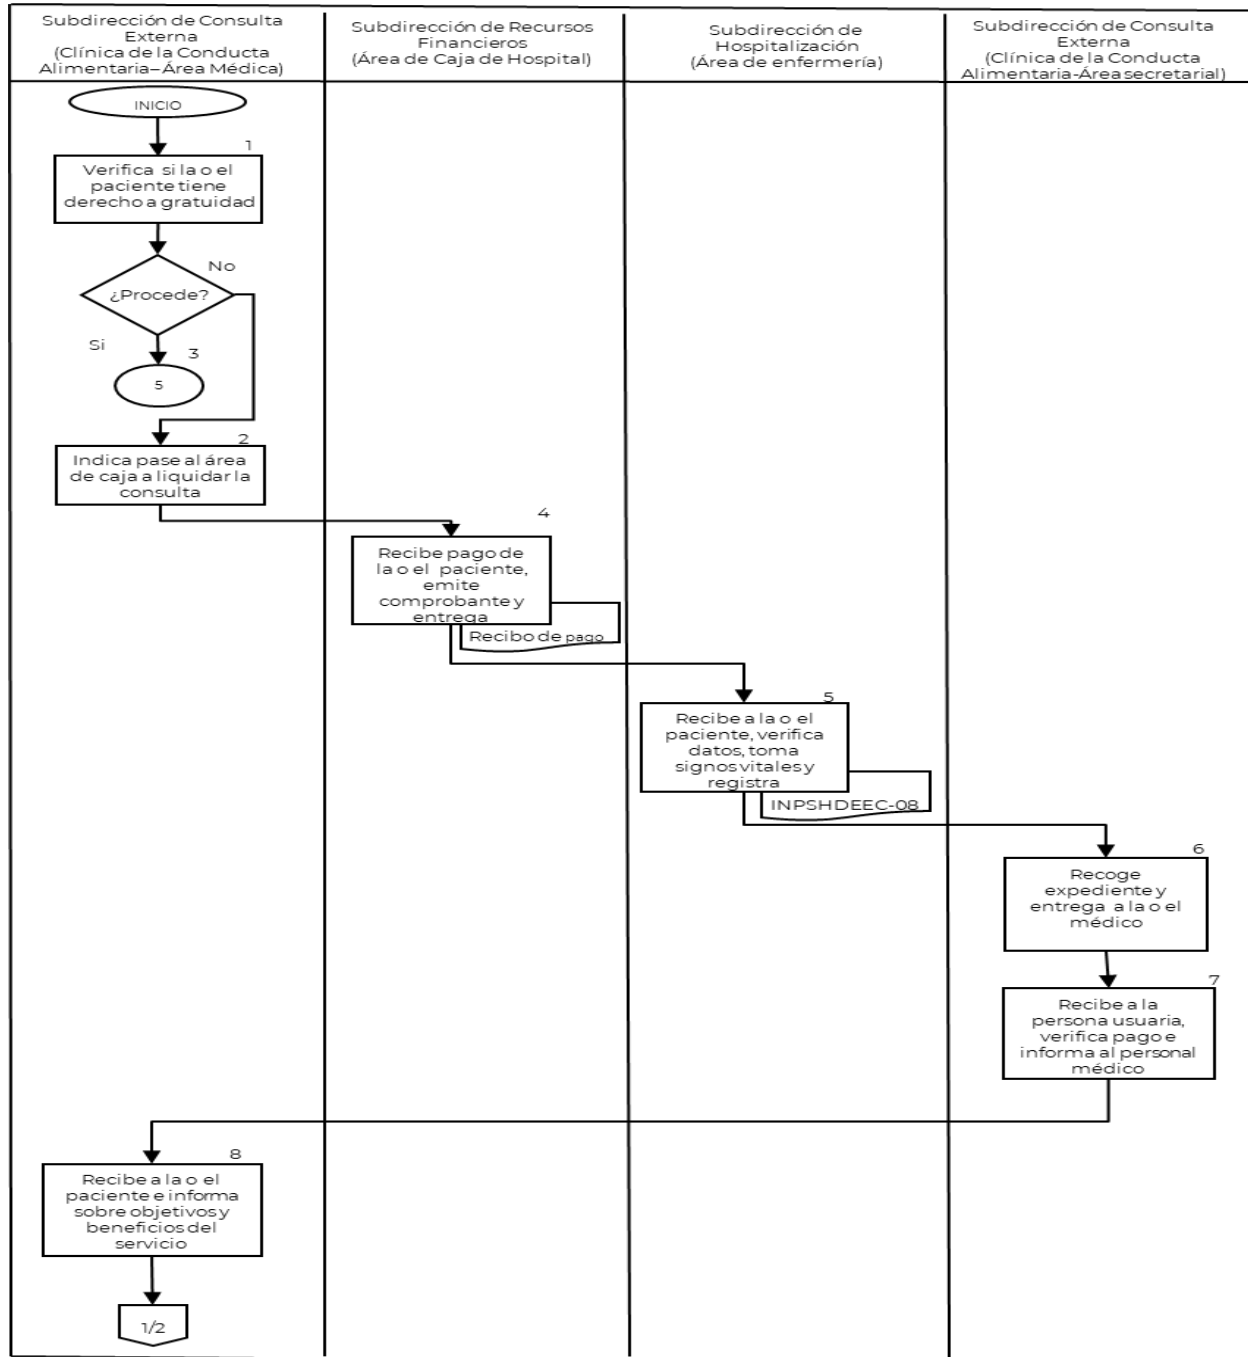 Subdirección de Consulta
Externa
(Clínica de la Conducta
Alimentaria–Área Médica)
Subdirección de Recursos
Financieros
(Área de Caja de Hospital)
Subdirección de
Hospitalización
(Área de enfermería)
Subdirección de Consulta
Externa
(Clínica de la Conducta
Alimentaria-Área secretarial)
INICIO
1
Verifica si la o el
paciente tiene
derecho a gratuidad
No
¿Procede?
Si
3
5
2
Indica pase al área
de caja a liquidar la
consulta
4
Recibe pago de
la o el paciente,
emite
comprobante y
entrega
Recibo de pago
5
Recibe a la o el
paciente, verifica
datos, toma
signos vitales y
registra
INPSHDEEC-08
6
Recoge
expediente y
entrega a la o el
médico
7
Recibe a la
persona usuaria,
verifica pago e
informa al personal
médico
8
Recibe a la o el
paciente e informa
sobre objetivos y
beneficios del
servicio
1/2